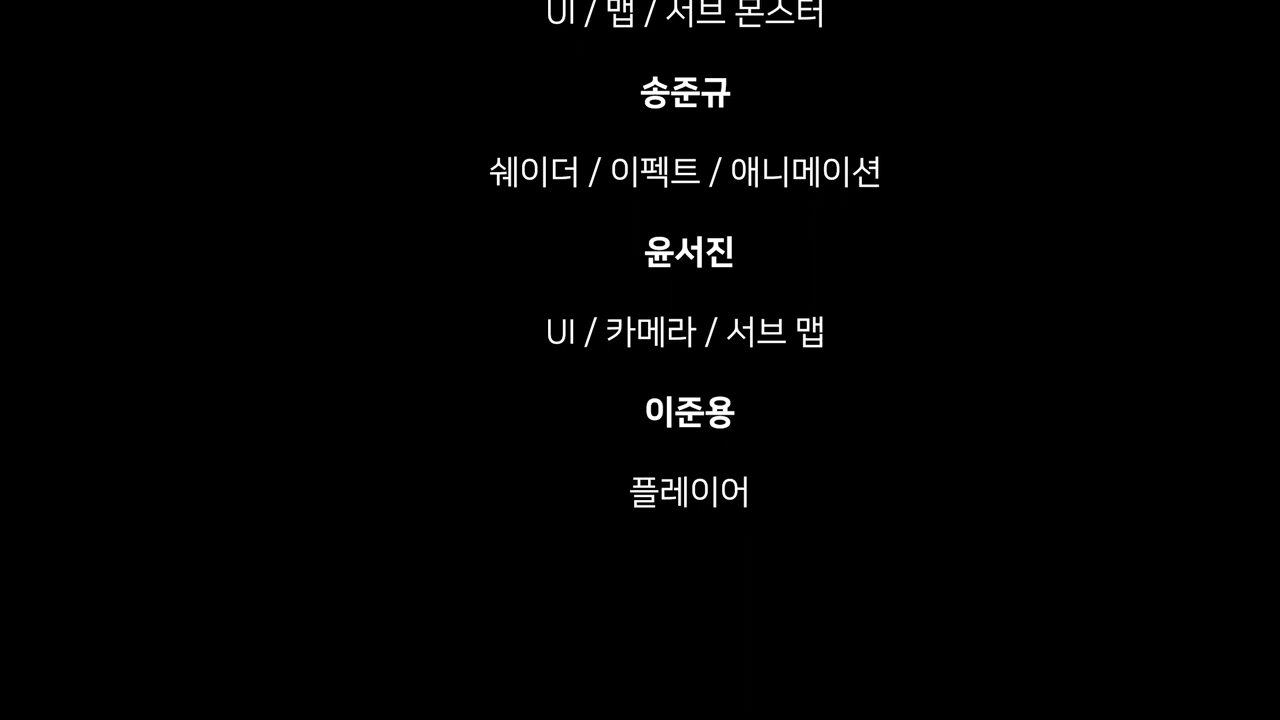 UI / 맵 / 서브 몬스터
송준규
쉐이더 / 이펙트 / 애니메이션
윤서진
UI / 카메라 / 서브 맵
이준용
플레이어